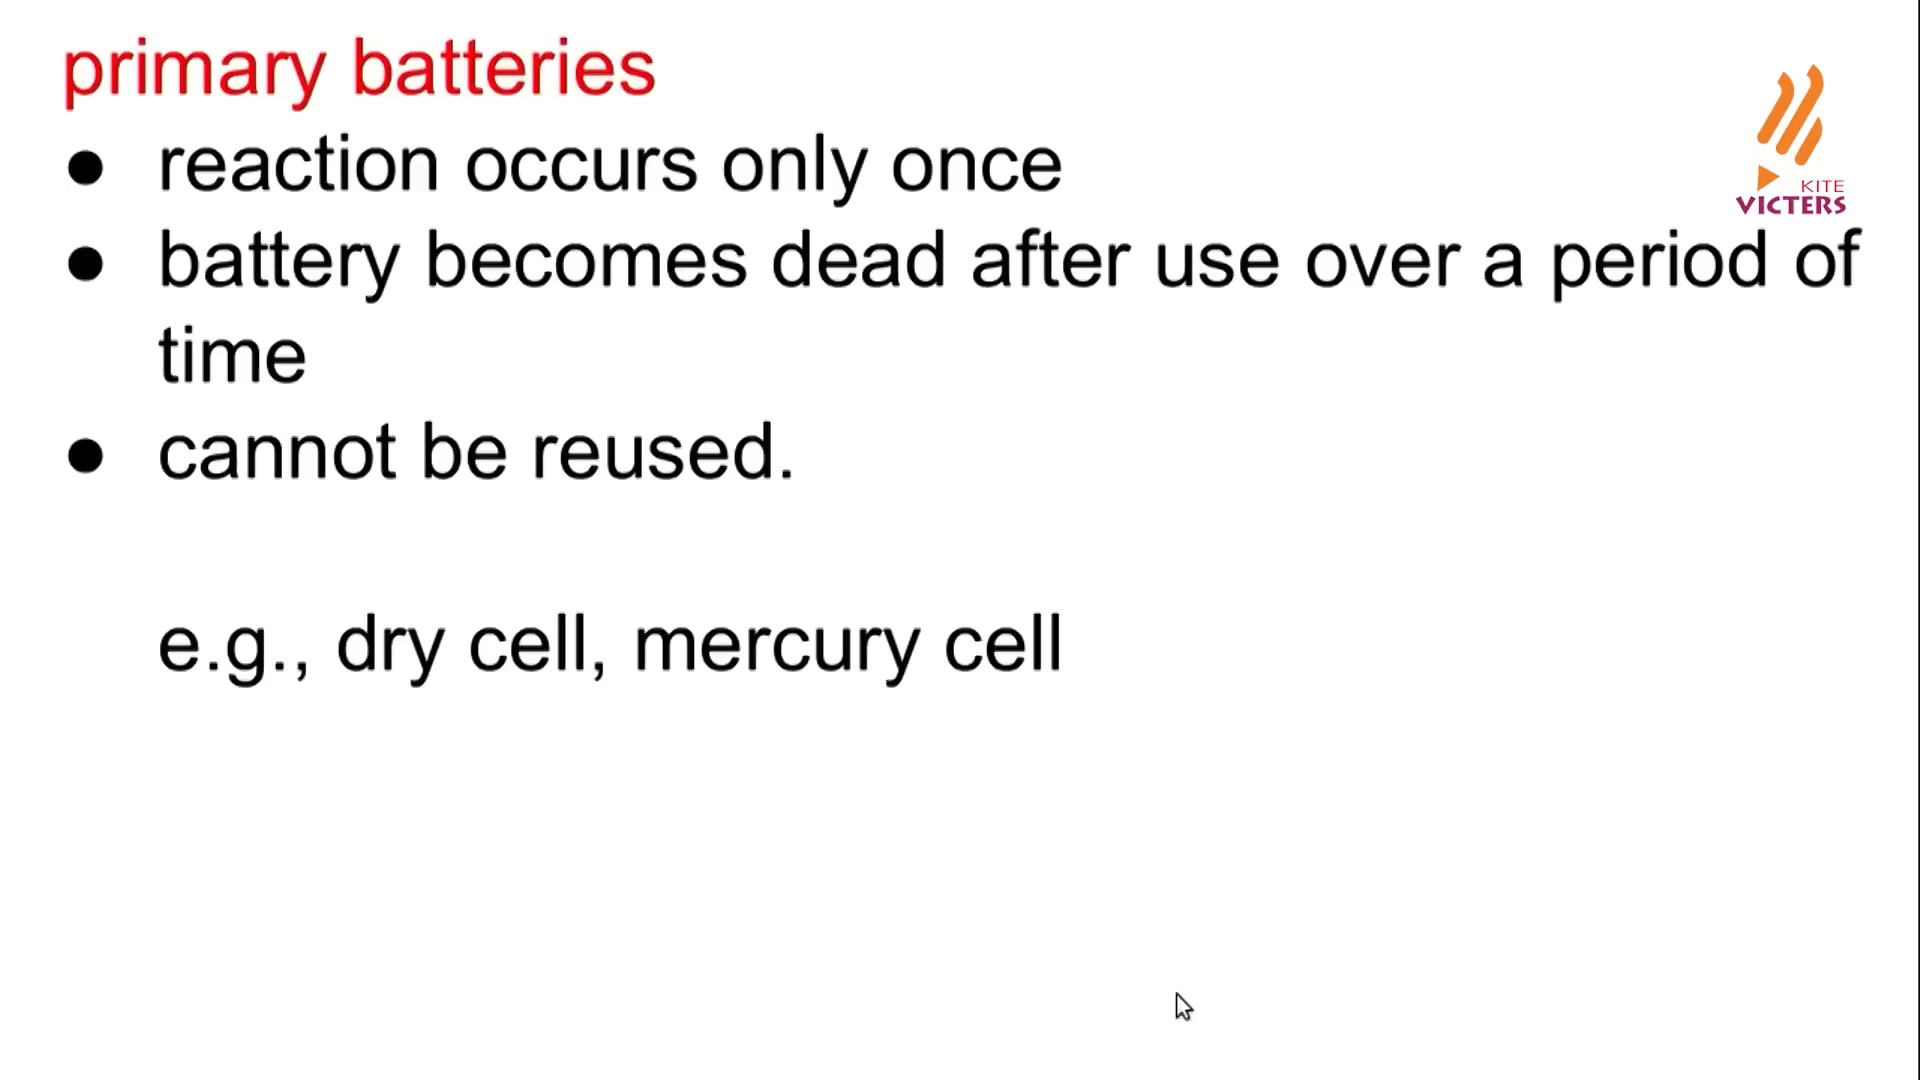 primary batteries
● reaction occurs only once
● battery becomes dead after use over a period of
time
● cannot be reused.
e.g., dry cell, mercury cell
KITE
VICTERS